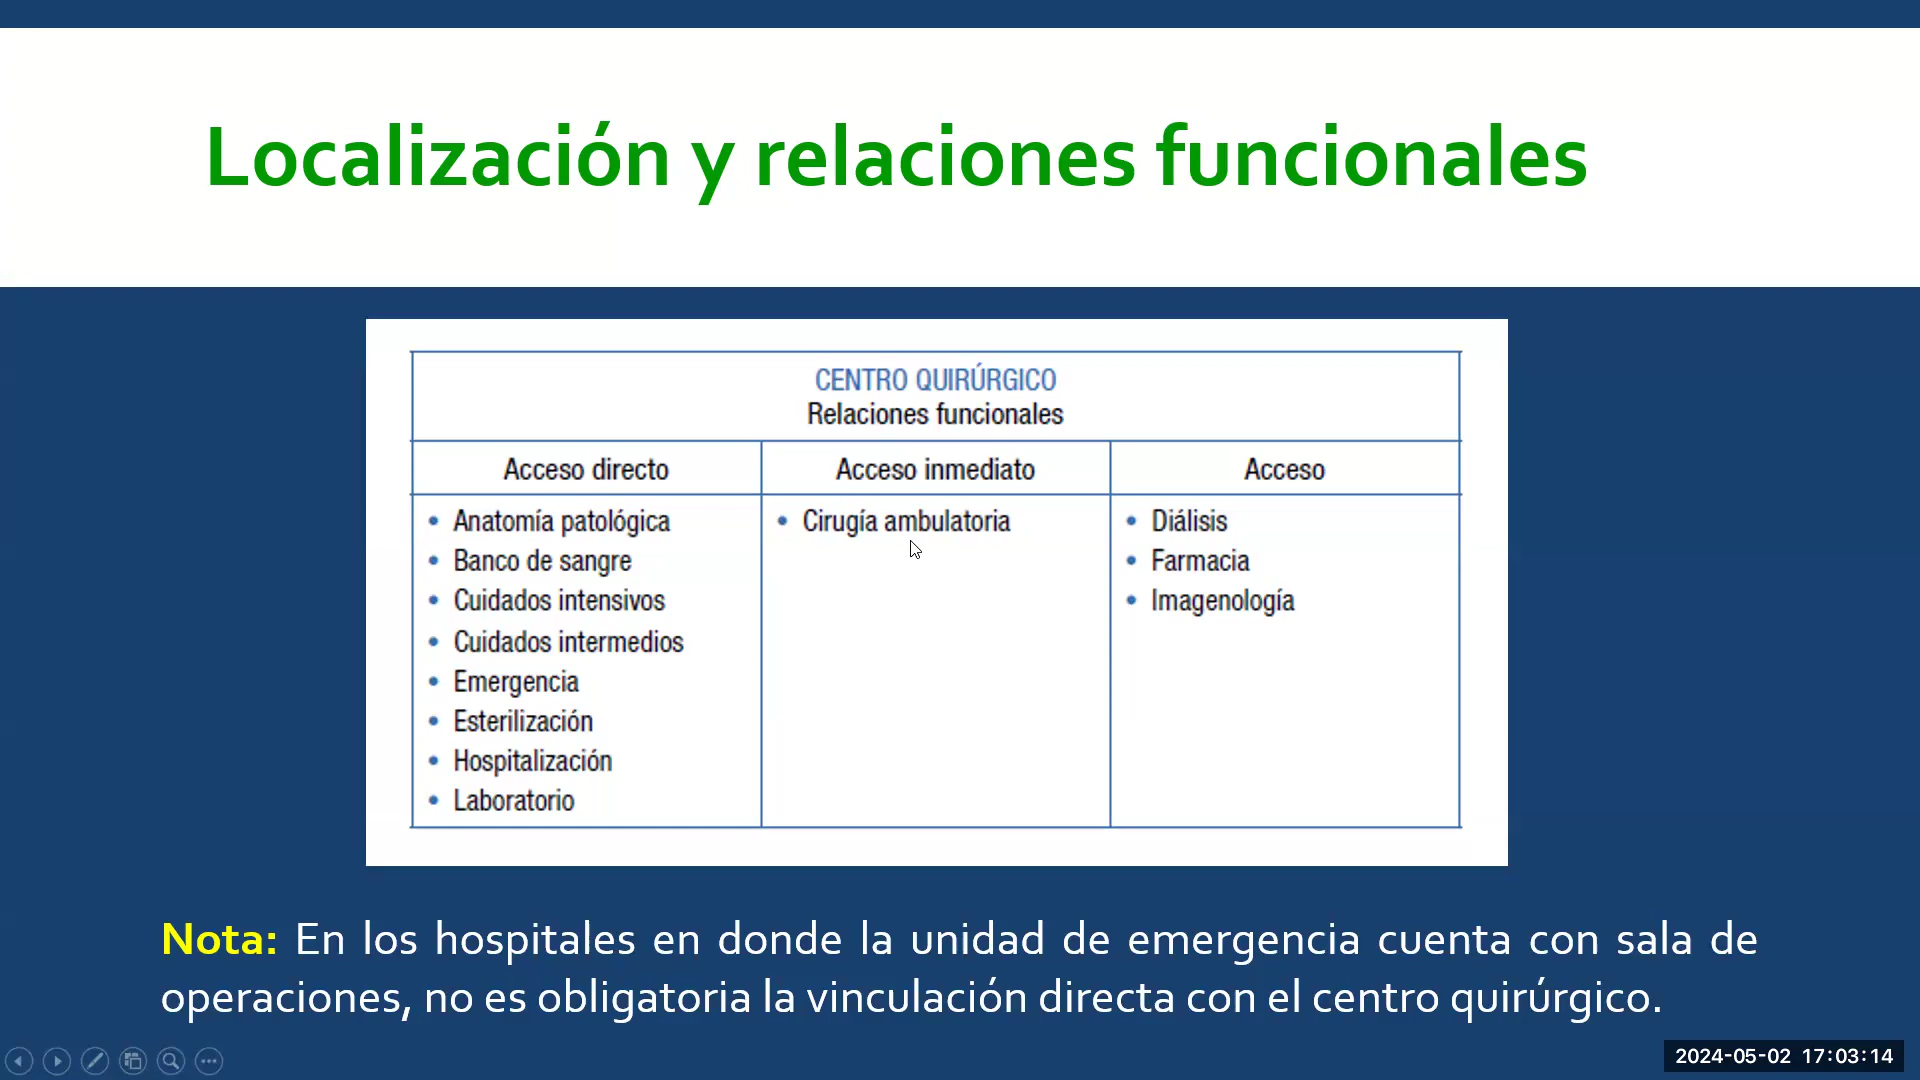 Localización y relaciones funcionales
CENTRO QUIRÚRGICO
Relaciones funcionales
Acceso directo
Acceso inmediato
Acceso
• Anatomía patológica
• Banco de sangre
• Cuidados intensivos
• Cuidados intermedios
• Emergencia
• Esterilización
• Hospitalización
• Laboratorio
• Cirugía ambulatoria
• Diálisis
• Farmacia
• Imagenología
Nota: En los hospitales en donde la unidad de emergencia cuenta con sala de
operaciones, no es obligatoria la vinculación directa con el centro quirúrgico.
2024-05-02 17:03:14